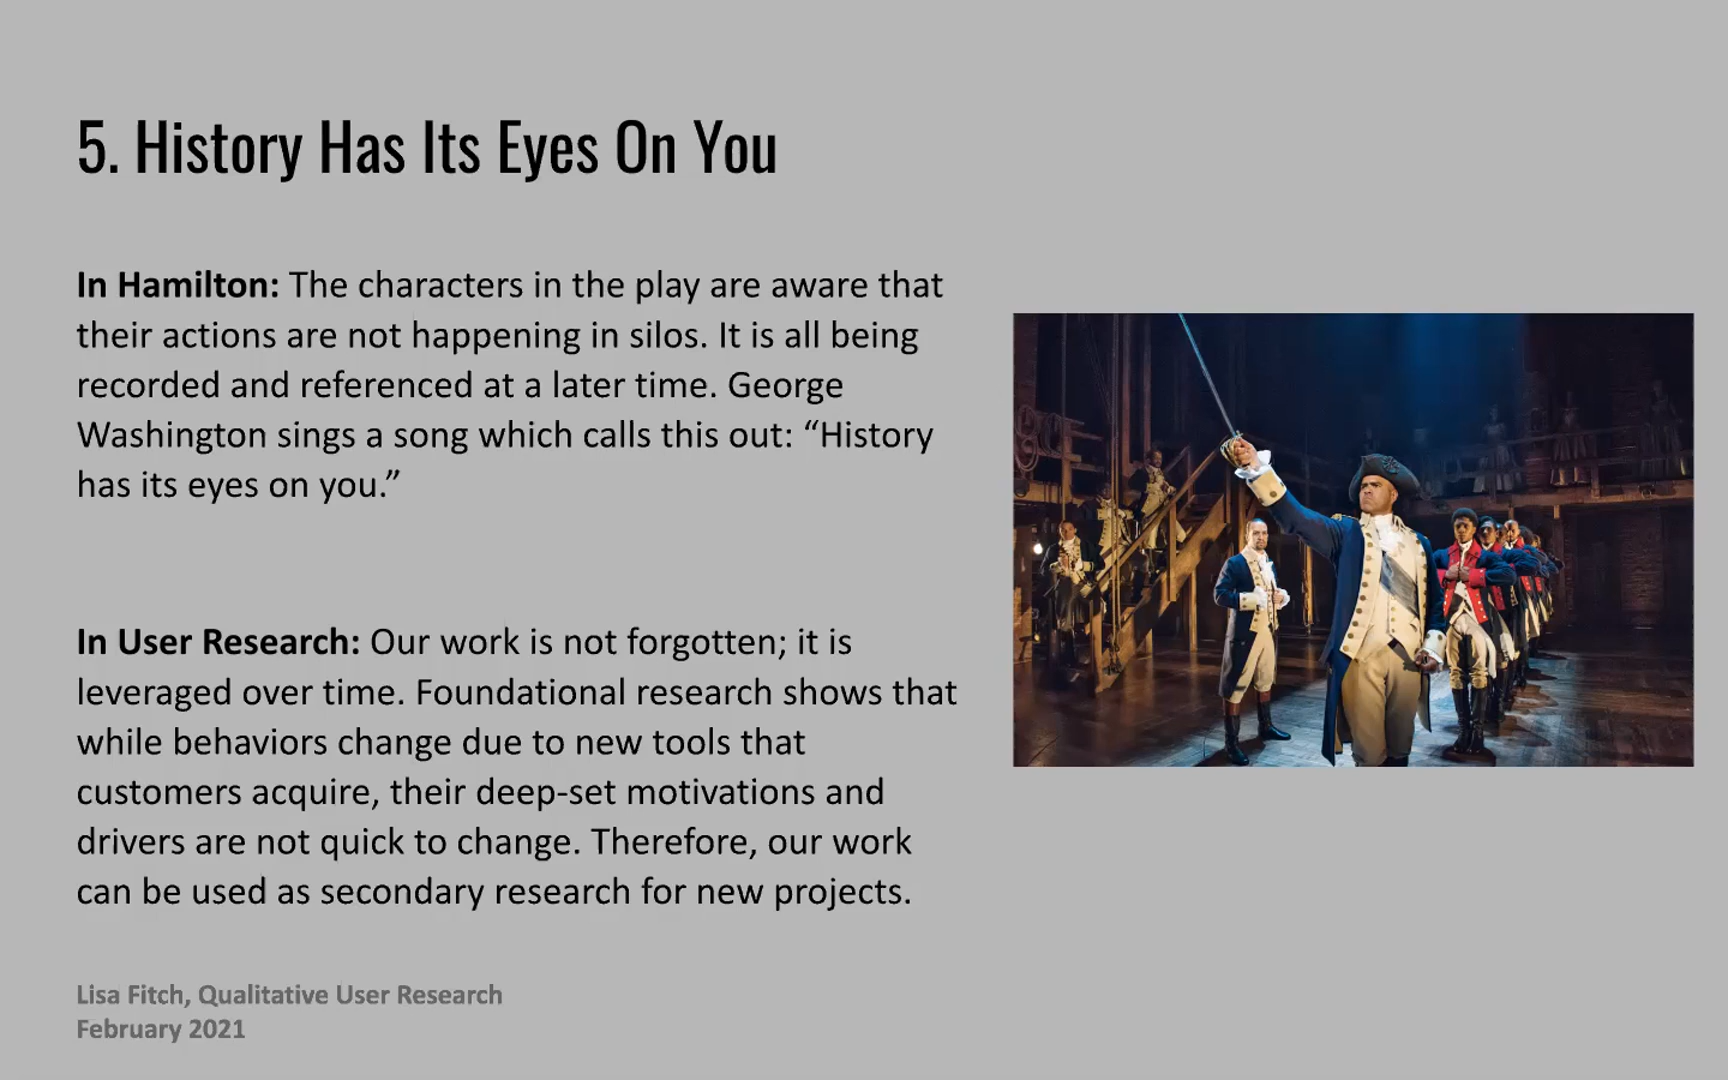 5. History Has Its Eyes On You
In Hamilton: The characters in the play are aware that
their actions are not happening in silos. It is all being
recorded and referenced at a later time. George
Washington sings a song which calls this out: “History
has its eyes on you.”
In User Research: Our work is not forgotten; it is
leveraged over time. Foundational research shows that
while behaviors change due to new tools that
customers acquire, their deep-set motivations and
drivers are not quick to change. Therefore, our work
can be used as secondary research for new projects.
Lisa Fitch, Qualitative User Research
February 2021